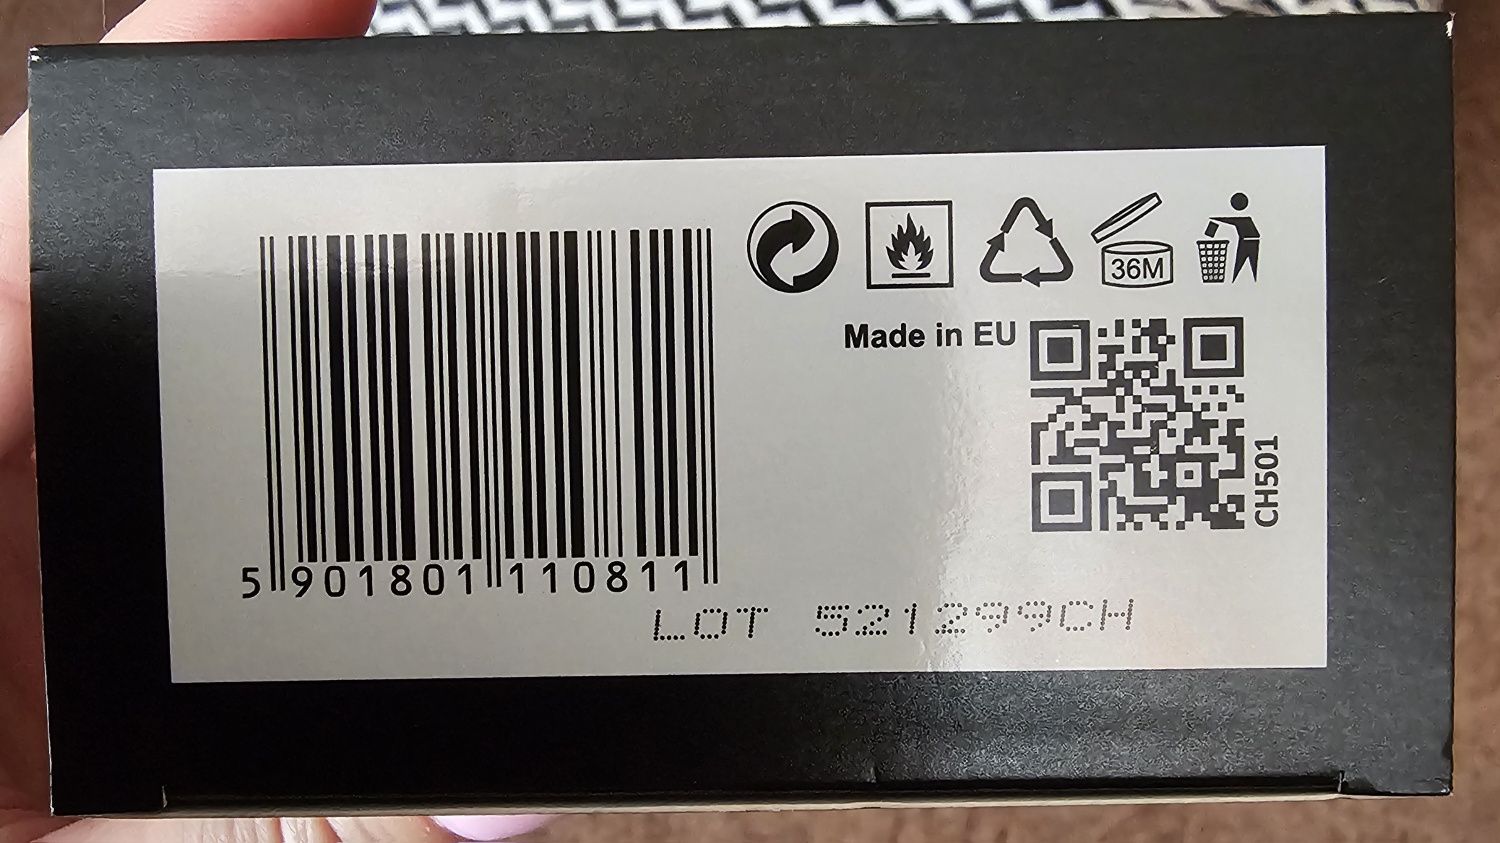 36M
Made in EU
CH501
5 901801 110811
LOT 521299CH